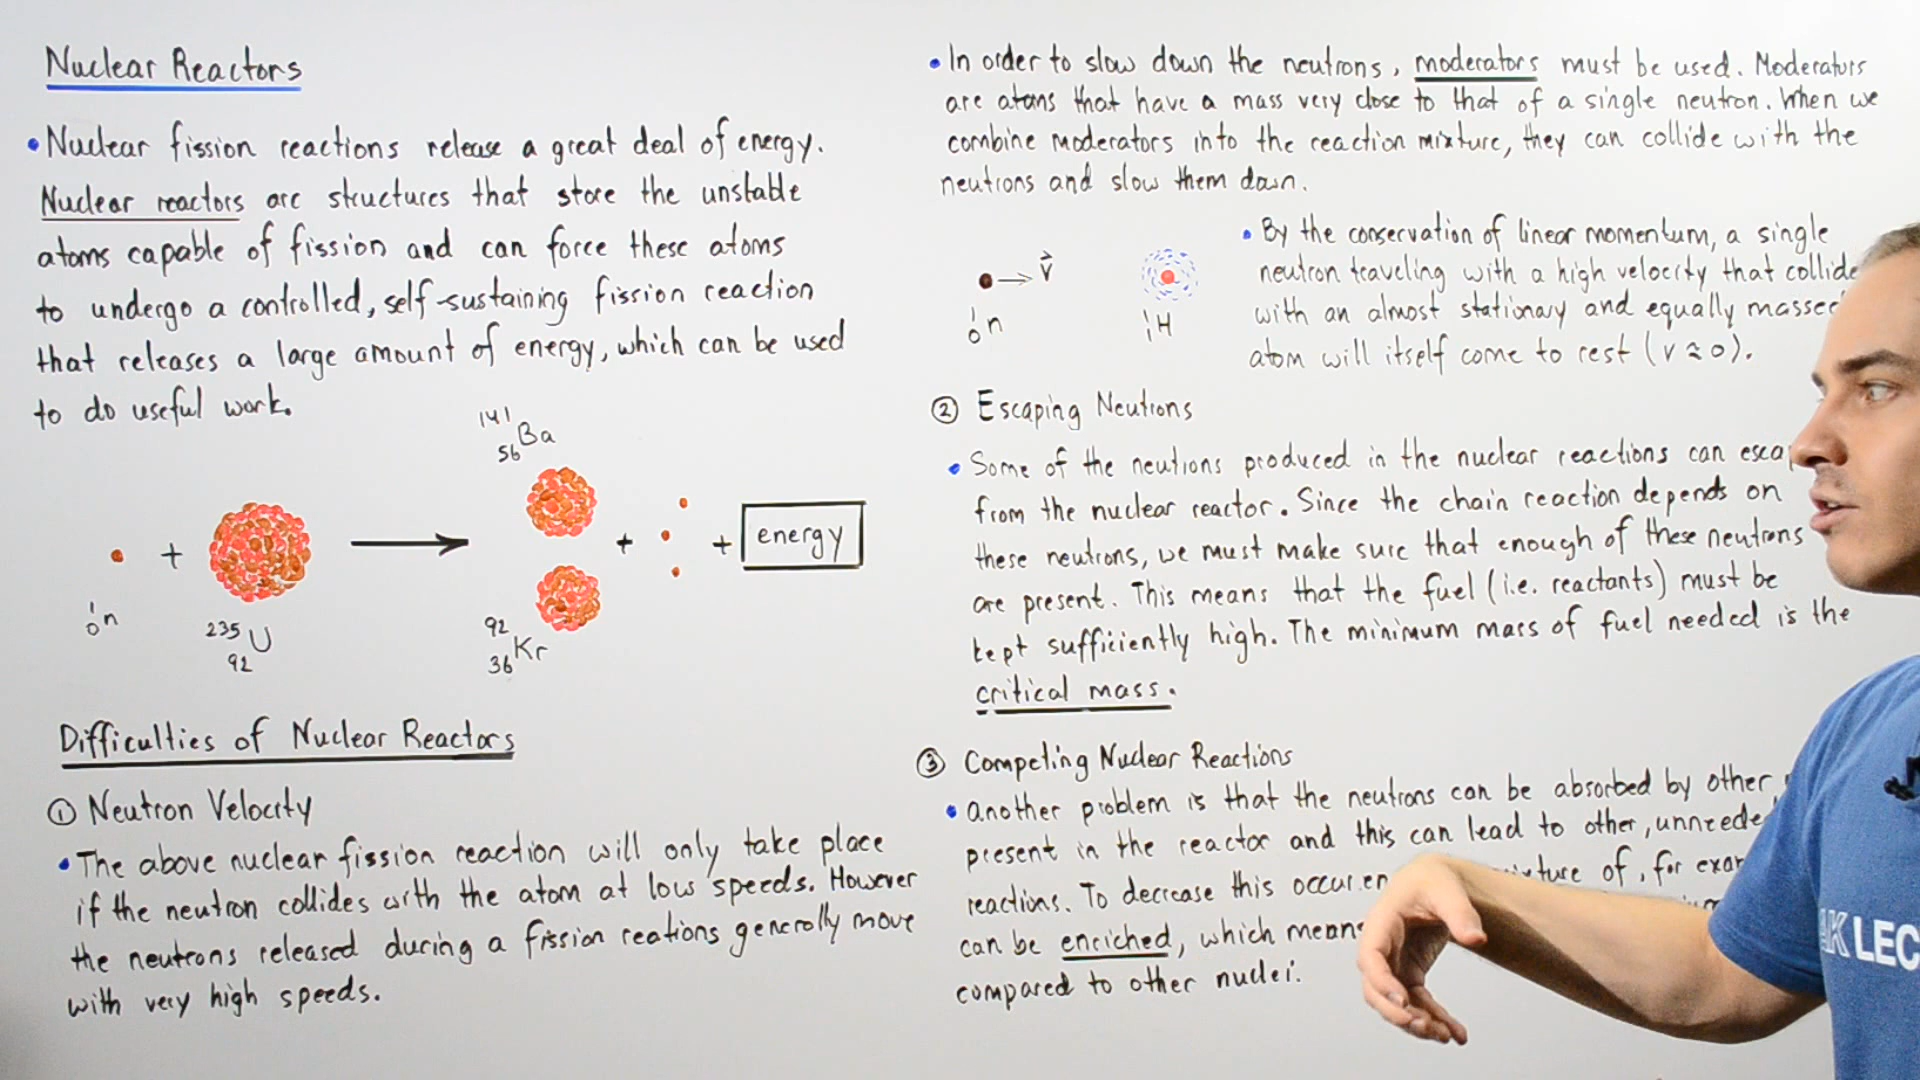 Nuclear Reactors
• Nuclear fission reactions release a great deal of energy.
Nuclear reactors are structures that store the unstable
atoms capable of fission and can force these atoms
to undergo a controlled, self-sustaining fission reaction
that releases a large amount of energy, which can be used
to do useful work.
141
56 Ba
+ → + + energy
1
0 n
235
92 U
92
36 Kr
Difficulties of Nuclear Reactors
① Neutron Velocity
• The above nuclear fission reaction will only take place
if the neutron collides with the atom at low speeds. However
the neutrons released during a fission reations generally move
with very high speeds.
• In order to slow down the neutrons, moderators must be used. Moderators
are atoms that have a mass very close to that of a single neutron. When we
combine moderators into the reaction mixture, they can collide with the
neutrons and slow them down.
v
1
0 n
1
1 H
• By the conservation of linear momentum, a single
neutron traveling with a high velocity that collide
with an almost stationary and equally massed
atom will itself come to rest (v ≈ 0).
② Escaping Neutrons
• Some of the neutrons produced in the nuclear reactions can
from the nuclear reactor. Since the chain reaction depends on
these neutrons, we must make sure that enough of these neutrons
are present. This means that the fuel (i.e. reactants) must be
kept sufficiently high. The minimum mass of fuel needed is the
critical mass.
③ Competing Nuclear Reactions
• Another problem is that the neutrons can be absorbed by other
present in the reactor and this can lead to other, unneede
reactions. To decrease this of, for
can be enriched, which means
compared to other nuclei.
AK LEC